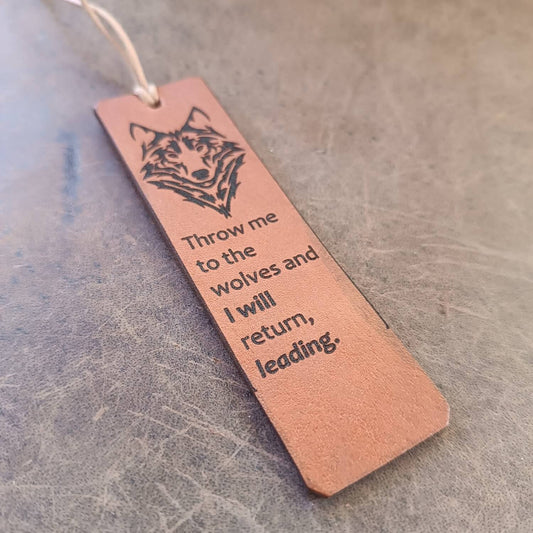 Throw me
to the
wolves and
I will
return,
leading.